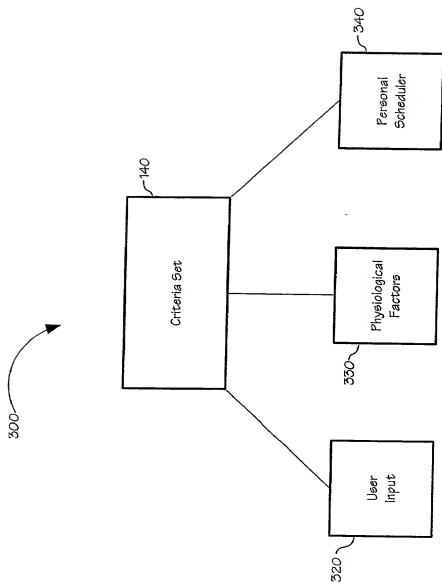 300
140
Criteria Set
320
User
Input
330
Physiological
Factors
340
Personal
Scheduler